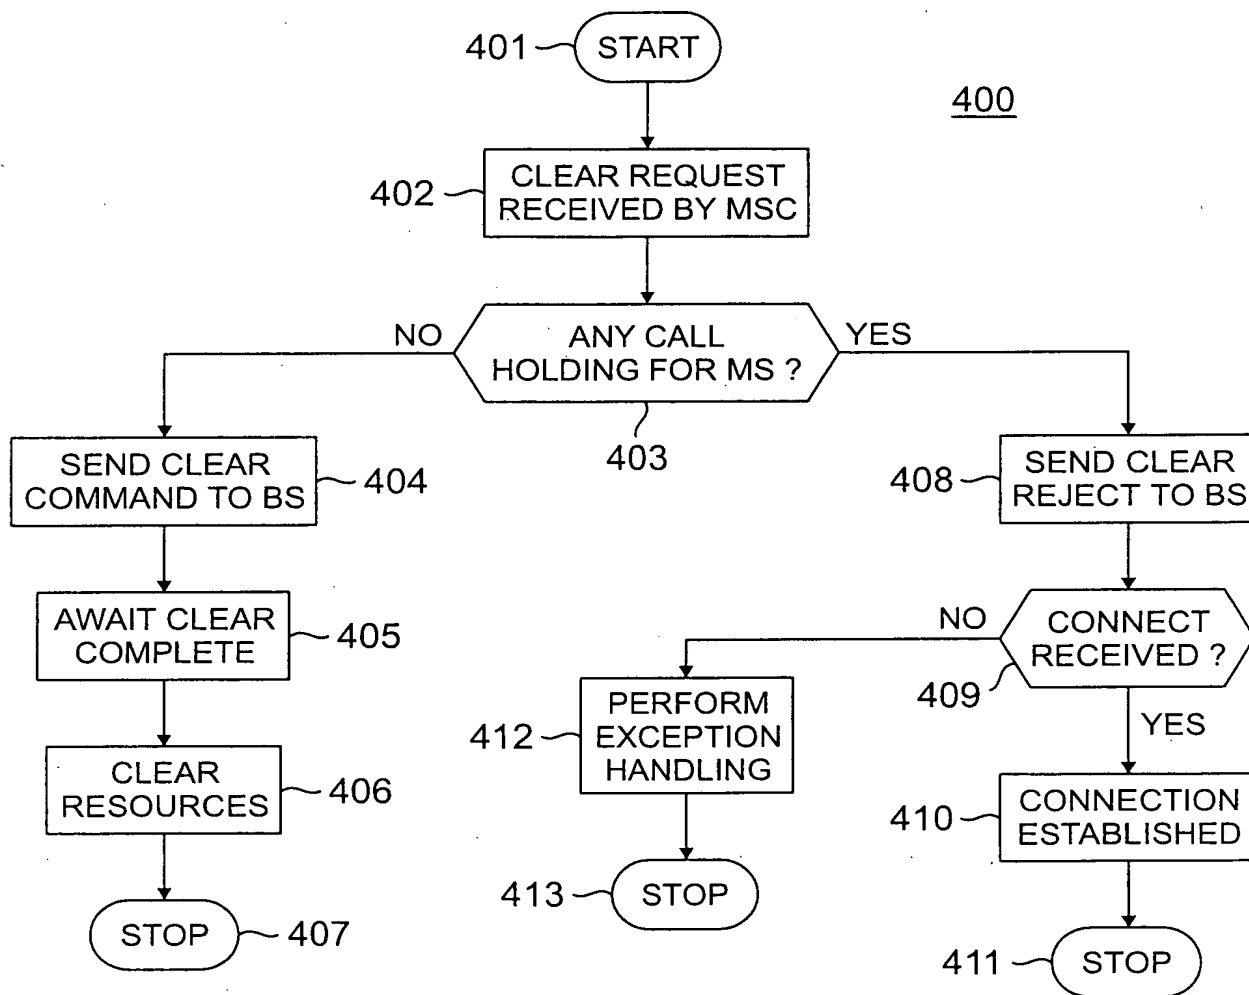 401
START
400
402
CLEAR REQUEST
RECEIVED BY MSC
NO
ANY CALL
HOLDING FOR MS ?
YES
403
SEND CLEAR
COMMAND TO BS
404
408
SEND CLEAR
REJECT TO BS
AWAIT CLEAR
COMPLETE
405
NO
CONNECT
RECEIVED ?
409
YES
412
PERFORM
EXCEPTION
HANDLING
CLEAR
RESOURCES
406
410
CONNECTION
ESTABLISHED
413
STOP
STOP
407
411
STOP